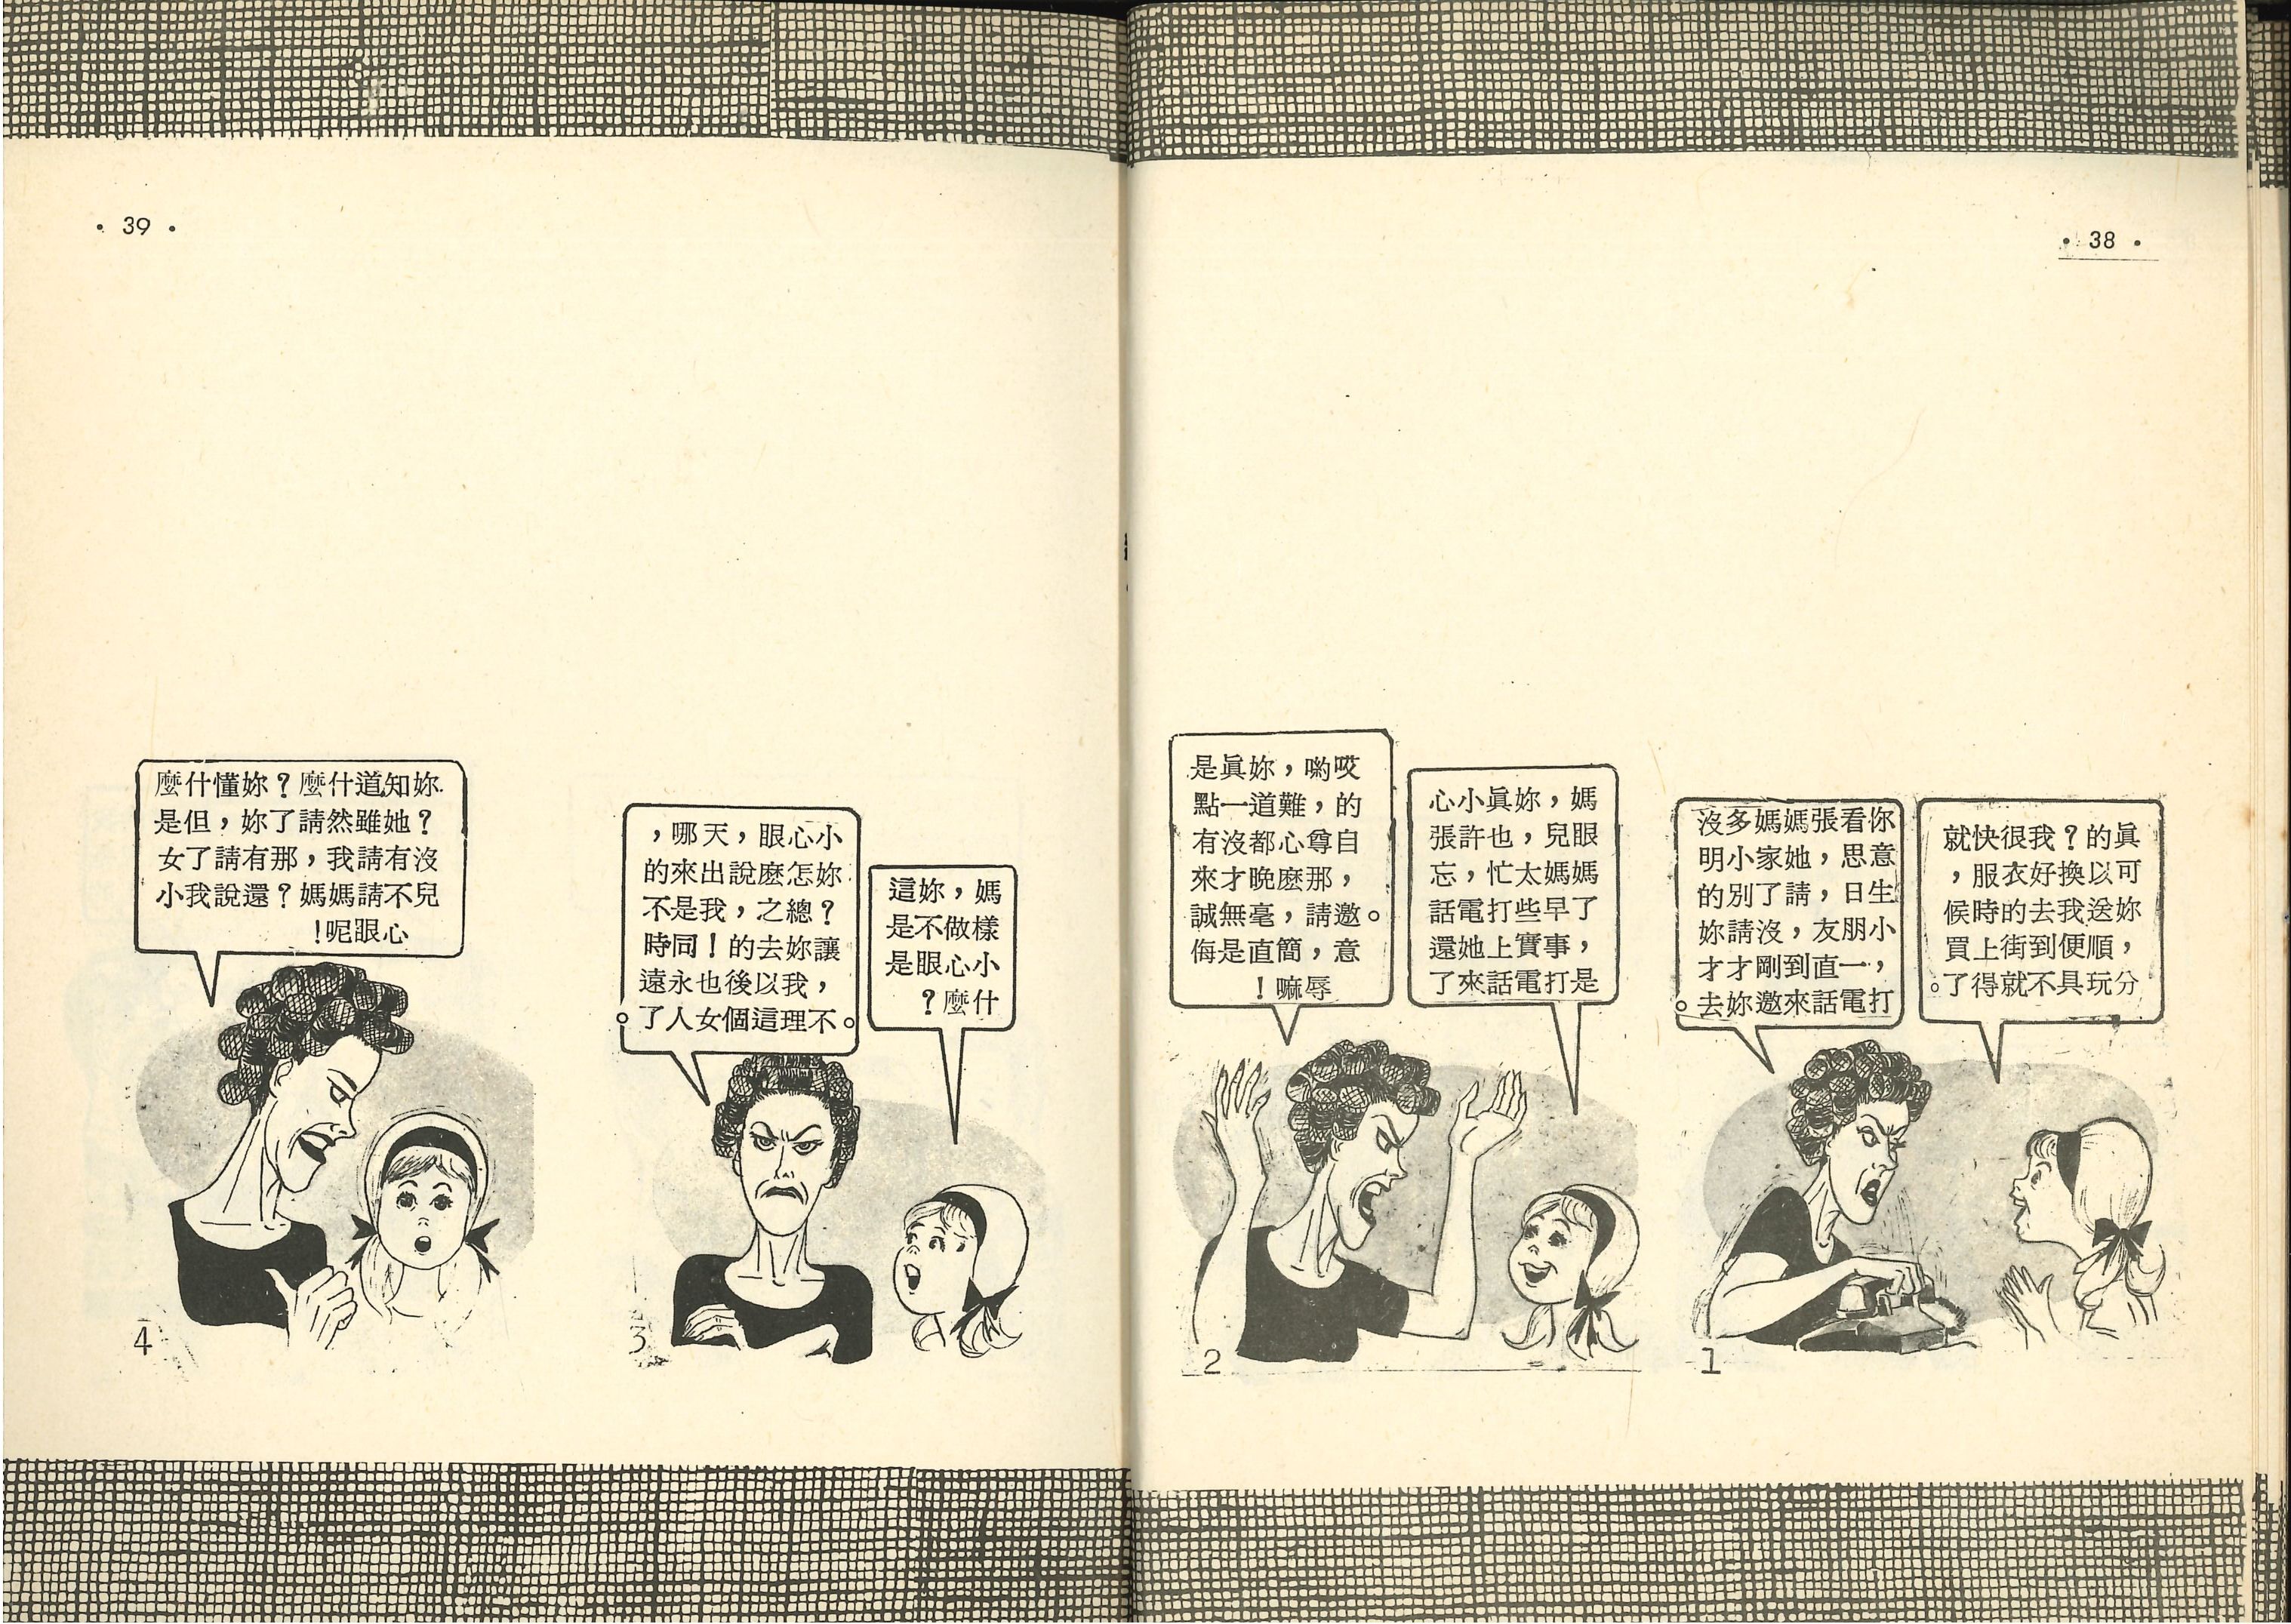 • 38 •
眞的？我很快就
可以換好衣服，
妳送我去的時候
，順便到街上買
分玩具不就得了。
你看張媽媽多沒
意思，她家小明
生日，請了別的
小朋友，沒請妳
，一直到剛才才
打電話來邀妳去。
1
媽，妳眞小心
眼兒，也許張
媽媽太忙，忘
了早些打電話
，事實上她還
是打電話來了
哎喲，妳眞是
的，難道一點
自尊心都沒有
，那麽晚才來
。邀請，毫無誠
意，簡直是侮
辱嘛！
2
• 39 •
媽，妳這
樣做不是
小心眼是
什麽？
小心眼，天哪，
妳怎麽說出來的
？總之，我是不
讓妳去的！同時
，我以後也永遠
。不理這個女人了。
3
妳知道什麽？妳懂什麽
？她雖然請了妳，但是
沒有請我，那有請了女
兒不請媽媽？還說我小
心眼呢！
4